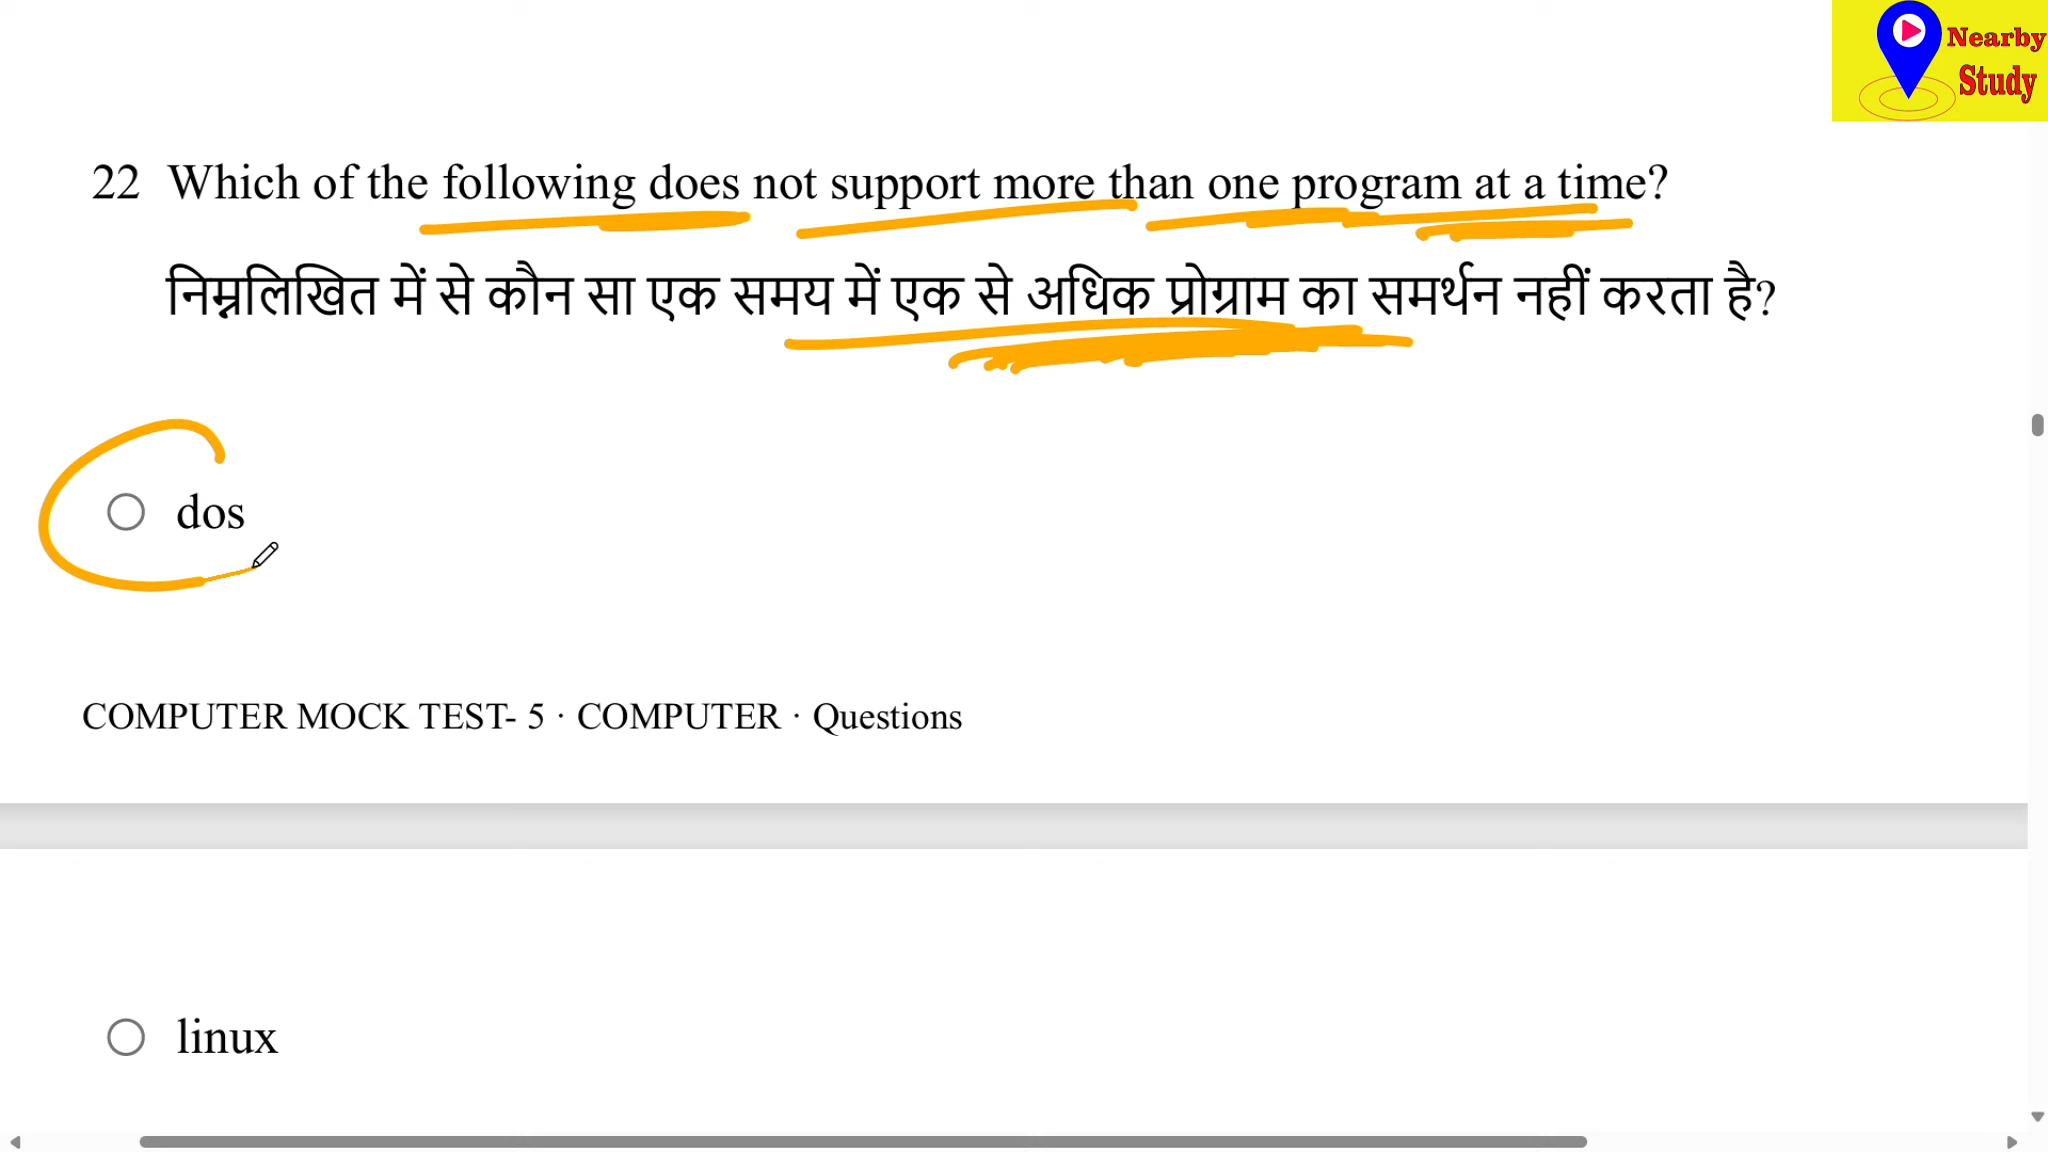 Nearby
Study
22 Which of the following does not support more than one program at a time?
निम्नलिखित में से कौन सा एक समय में एक से अधिक प्रोग्राम का समर्थन नहीं करता है?
dos
COMPUTER MOCK TEST- 5 · COMPUTER · Questions
linux